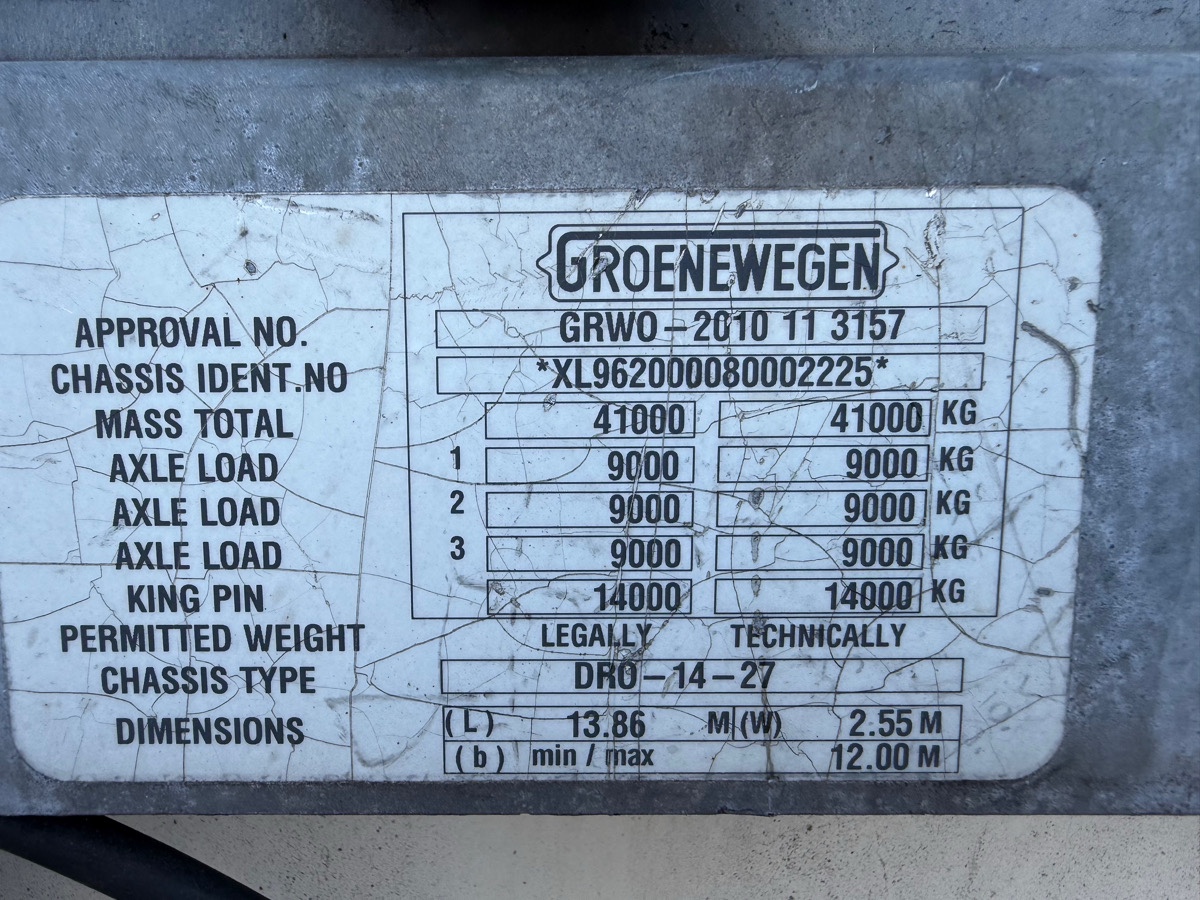 GROENEWEGEN
APPROVAL NO. GRWO-2010 11 3157
CHASSIS IDENT.NO *XL962000080002225*
MASS TOTAL 41000 41000 KG
AXLE LOAD 1 9000 9000 KG
AXLE LOAD 2 9000 9000 KG
AXLE LOAD 3 9000 9000 KG
KING PIN 14000 14000 KG
PERMITTED WEIGHT LEGALLY TECHNICALLY
CHASSIS TYPE DRO-14-27
DIMENSIONS (L) 13.86 M (W) 2.55 M
(b) min / max 12.00 M